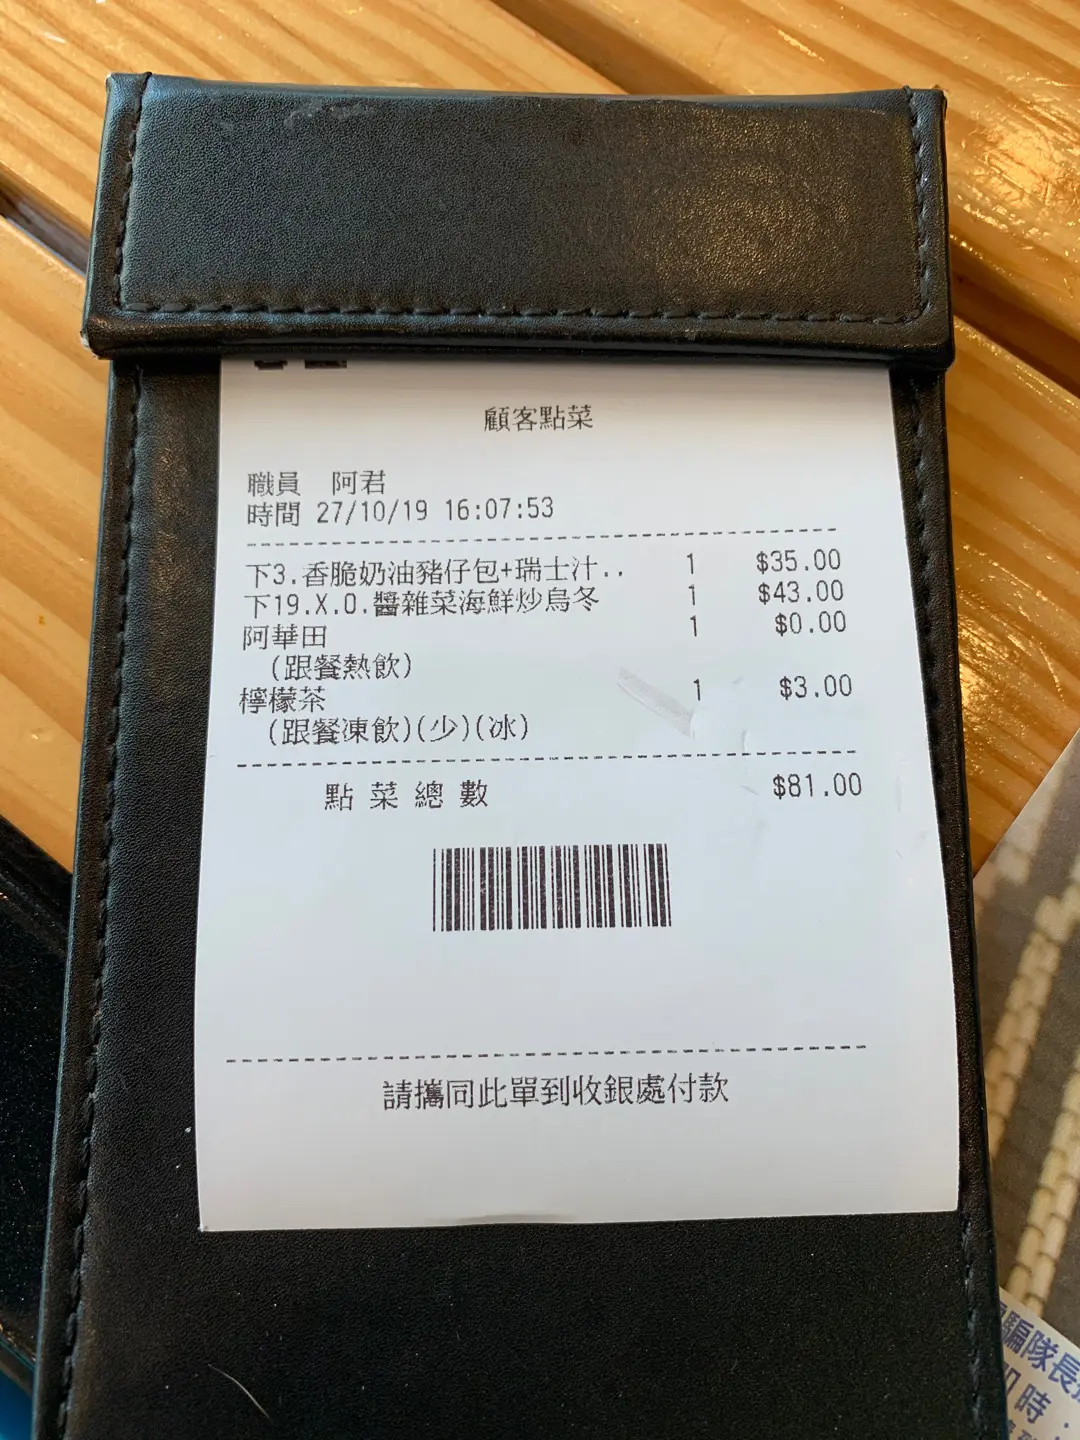 顧客點菜
職員 阿君
時間 27/10/19 16:07:53
下3.香脆奶油豬仔包+瑞士汁.. 1 $35.00
下19.X.O.醬雜菜海鮮炒烏冬 1 $43.00
阿華田 1 $0.00
(跟餐熱飲)
檸檬茶 1 $3.00
(跟餐凍飲)(少)(冰)
點菜總數 $81.00
請攜同此單到收銀處付款
騙隊長
時：